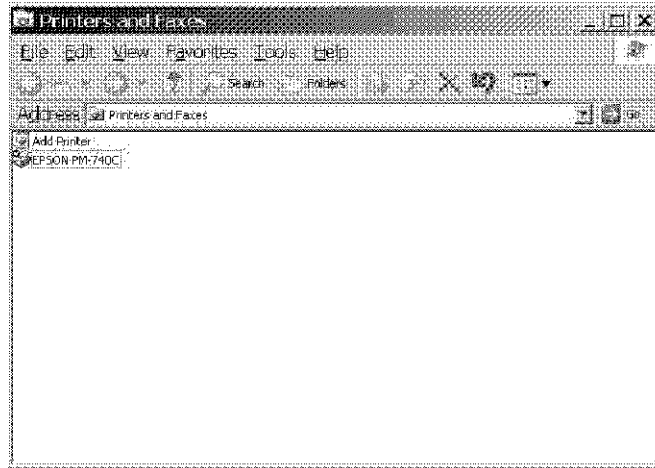 Printers and Faxes
File Edit View Favorites Tools Help
Search Folders
Address Printers and Faxes Go
Add Printer
EPSON PM-740C